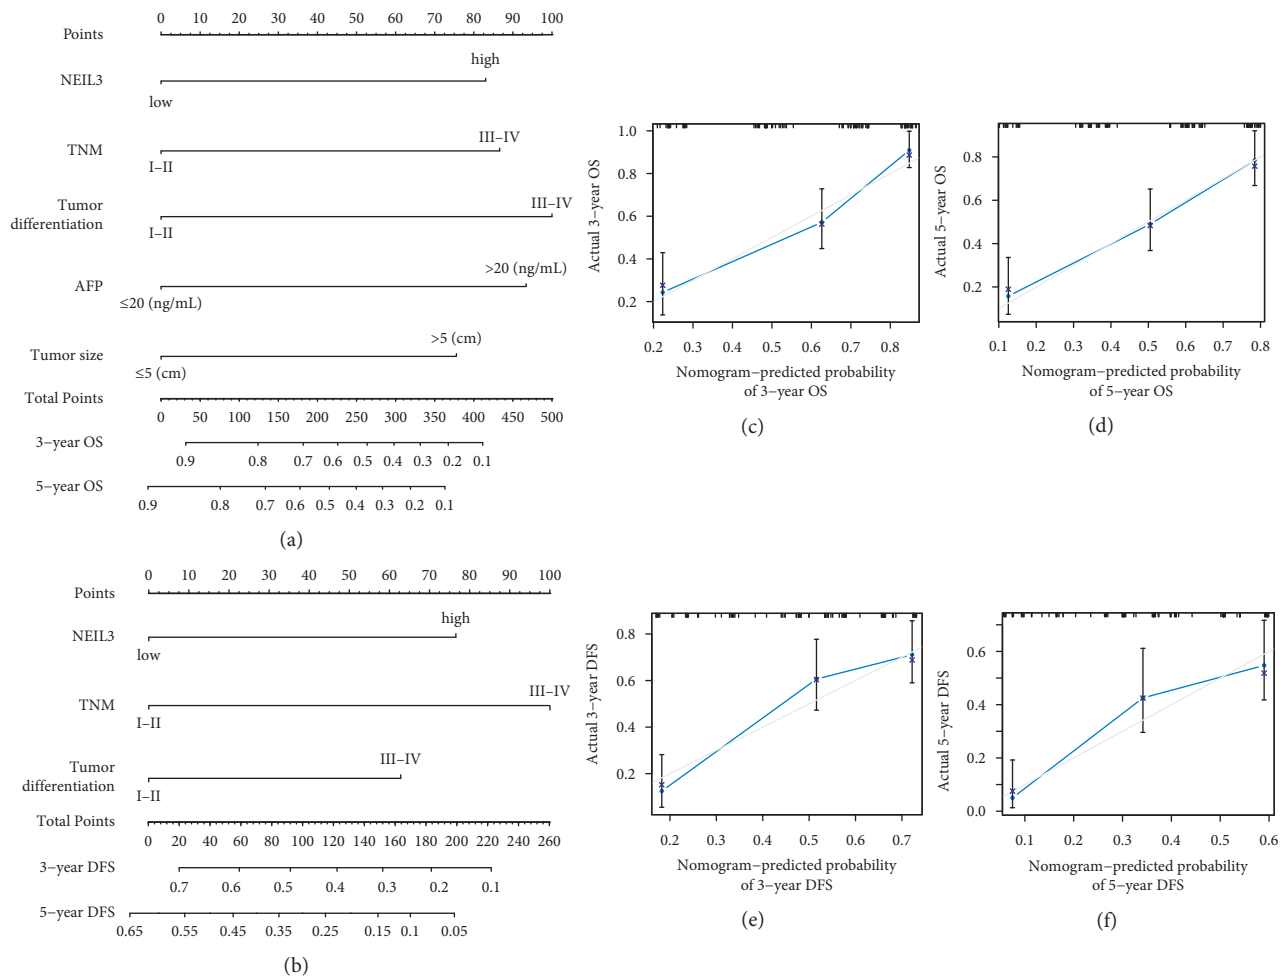 0 10 20 30 40 50 60 70 80 90 100
Points
high
NEIL3
low
III−IV
TNM
I−II
Tumor
differentiation
III−IV
I−II
>20 (ng/mL)
AFP
≤20 (ng/mL)
>5 (cm)
Tumor size
≤5 (cm)
Total Points
0 50 100 150 200 250 300 350 400 450 500
3−year OS
0.9 0.8 0.7 0.6 0.5 0.4 0.3 0.2 0.1
5−year OS
0.9 0.8 0.7 0.6 0.5 0.4 0.3 0.2 0.1
(a)
0 10 20 30 40 50 60 70 80 90 100
Points
high
NEIL3
low
III−IV
TNM
I−II
Tumor
differentiation
III−IV
I−II
Total Points
0 20 40 60 80 100 120 140 160 180 200 220 240 260
3−year DFS
0.7 0.6 0.5 0.4 0.3 0.2 0.1
5−year DFS
0.65 0.55 0.45 0.35 0.25 0.15 0.1 0.05
(b)
Actual 3−year OS
1.0
0.8
0.6
0.4
0.2
0.2 0.3 0.4 0.5 0.6 0.7 0.8
Nomogram−predicted probability
of 3−year OS
(c)
Actual 5−year OS
0.8
0.6
0.4
0.2
0.1 0.2 0.3 0.4 0.5 0.6 0.7 0.8
Nomogram−predicted probability
of 5−year OS
(d)
Actual 3−year DFS
0.8
0.6
0.4
0.2
0.2 0.3 0.4 0.5 0.6 0.7
Nomogram−predicted probability
of 3−year DFS
(e)
Actual 5−year DFS
0.6
0.4
0.2
0.0
0.1 0.2 0.3 0.4 0.5 0.6
Nomogram−predicted probability
of 5−year DFS
(f)